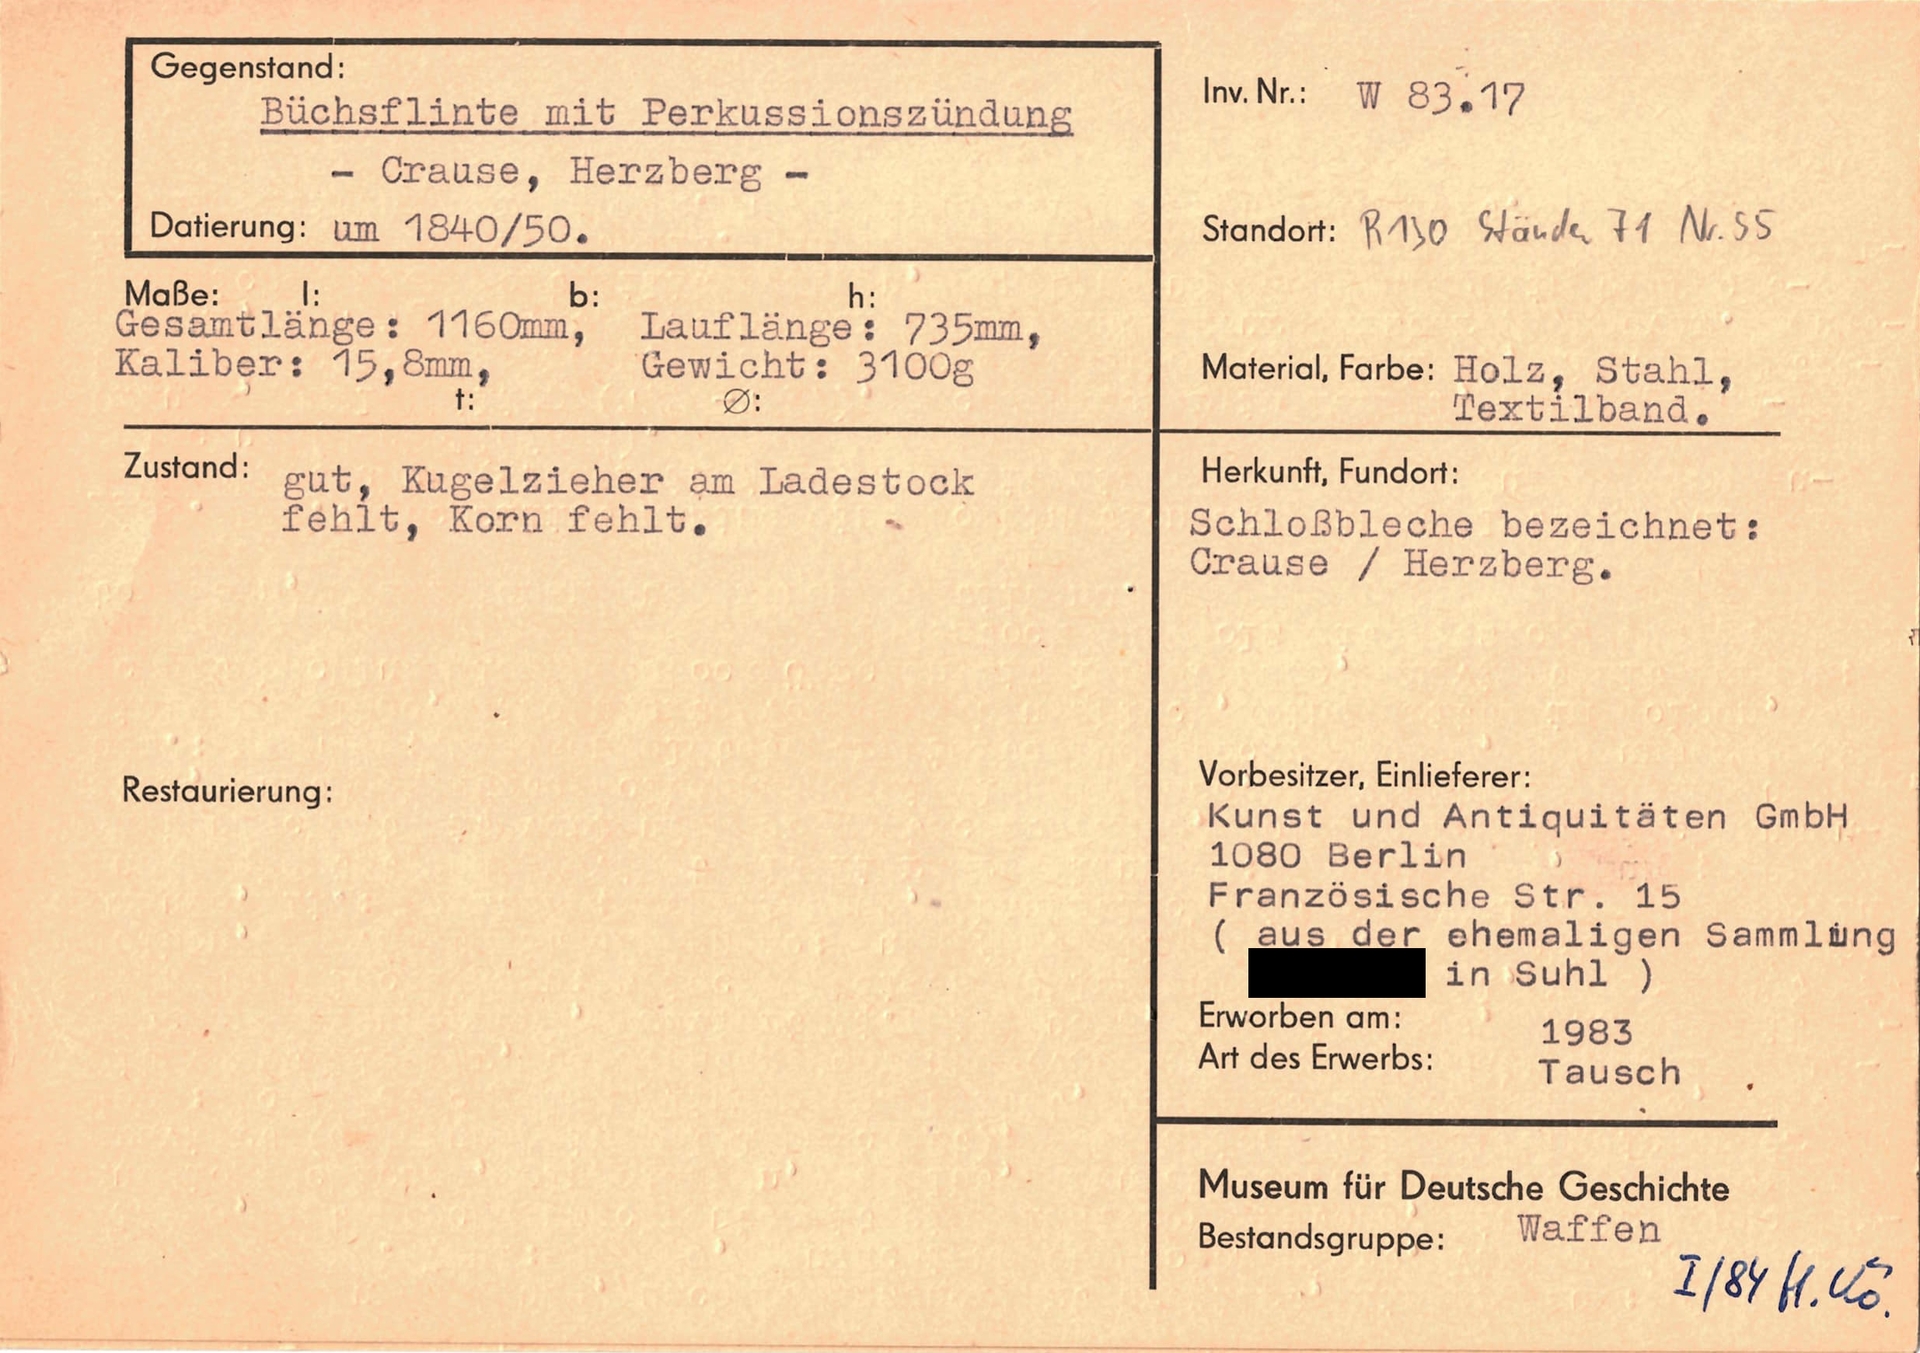 Gegenstand:
Büchsflinte mit Perkussionszündung
- Crause, Herzberg -
Datierung: um 1840/50.
Inv. Nr.: W 83.17
Standort: R130 Ständer 71 Nr. 55
Maße: l: b: h:
Gesamtlänge: 1160mm, Lauflänge: 735mm,
Kaliber: 15,8mm, Gewicht: 3100g
t: Ø:
Material, Farbe: Holz, Stahl,
Textilband.
Zustand: gut, Kugelzieher am Ladestock
fehlt, Korn fehlt.
Restaurierung:
Herkunft, Fundort:
Schloßbleche bezeichnet:
Crause / Herzberg.
Vorbesitzer, Einlieferer:
Kunst und Antiquitäten GmbH
1080 Berlin
Französische Str. 15
( aus der ehemaligen Sammlung
in Suhl )
Erworben am: 1983
Art des Erwerbs: Tausch
Museum für Deutsche Geschichte
Bestandsgruppe: Waffen
I/84 H.